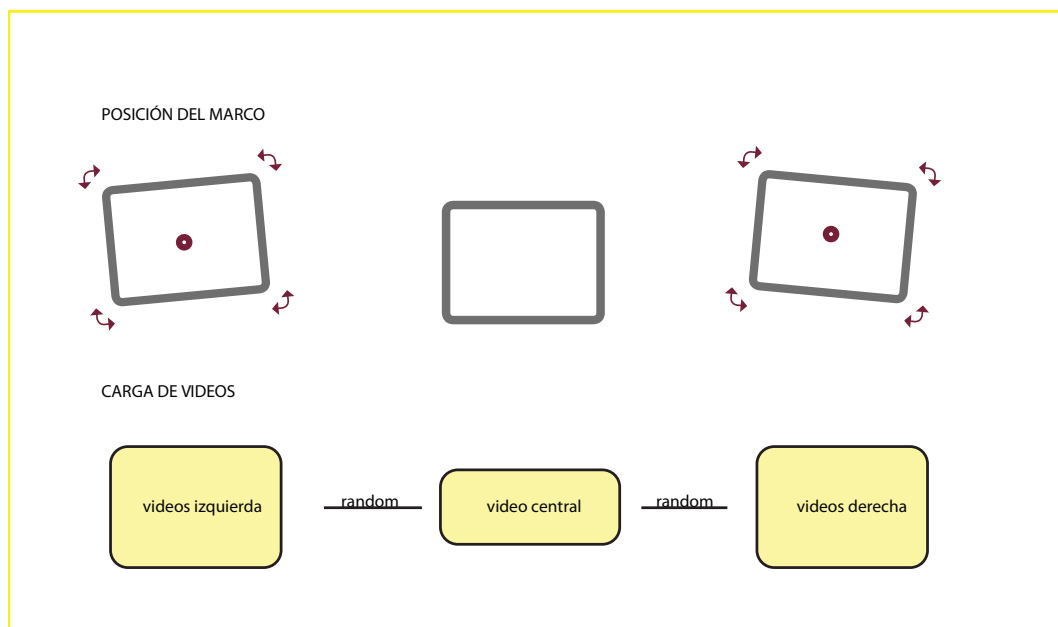 POSICIÓN DEL MARCO
CARGA DE VIDEOS
videos izquierda
random
video central
random
videos derecha